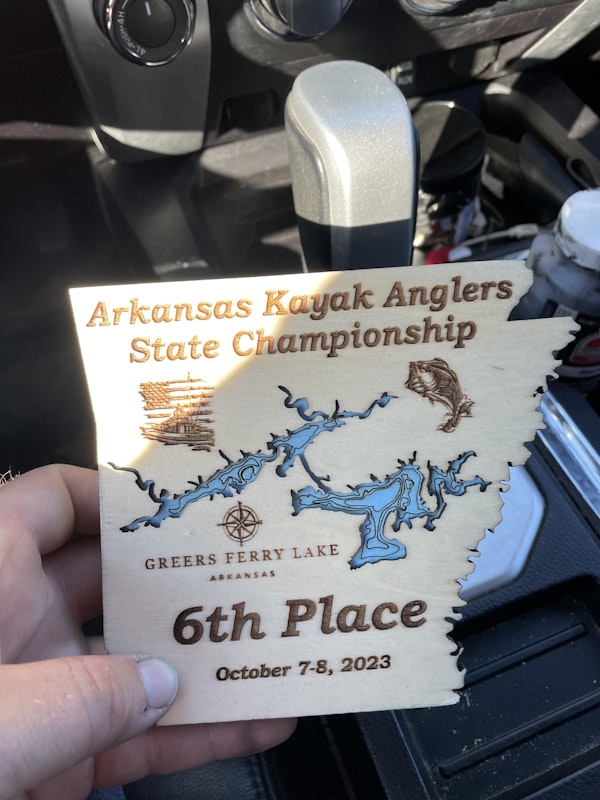 Arkansas Kayak Anglers
State Championship
GREERS FERRY LAKE
ARKANSAS
6th Place
October 7-8, 2023